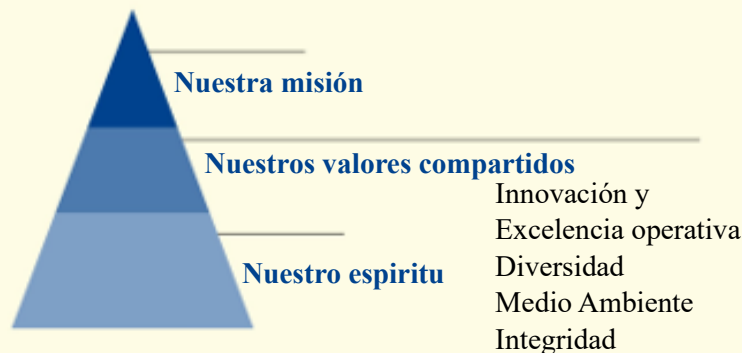 Nuestra misión
Nuestros valores compartidos
Innovación y
Excelencia operativa
Diversidad
Medio Ambiente
Integridad
Nuestro espiritu